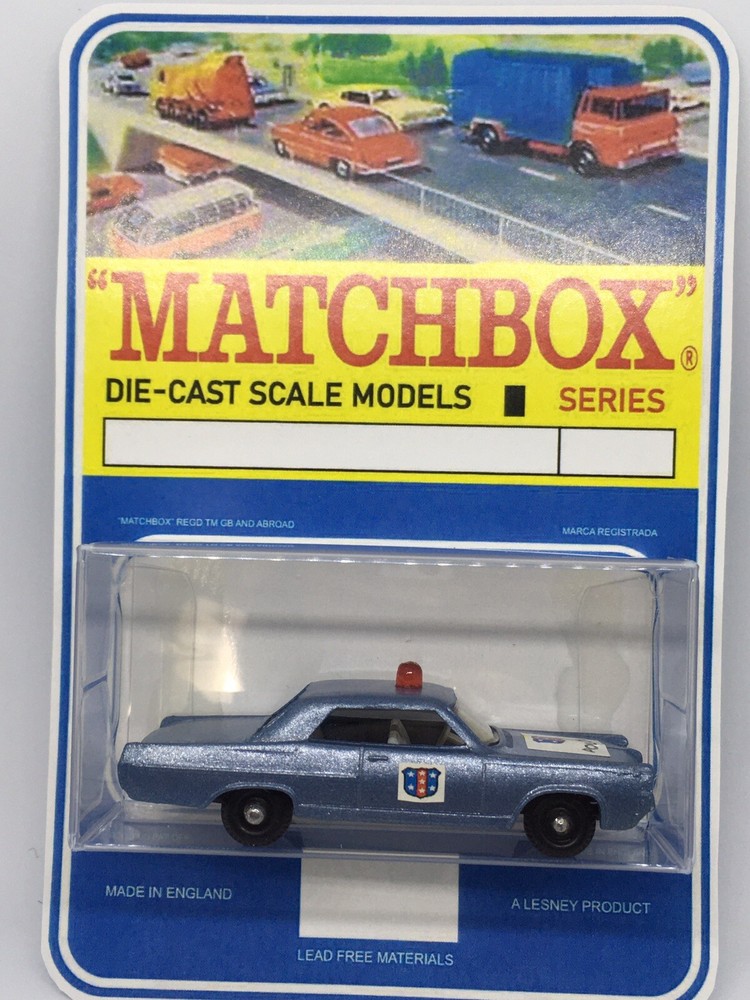 “MATCHBOX”®
DIE-CAST SCALE MODELS SERIES
"MATCHBOX" REGD TM GB AND ABROAD
MARCA REGISTRADA
MADE IN ENGLAND
A LESNEY PRODUCT
LEAD FREE MATERIALS